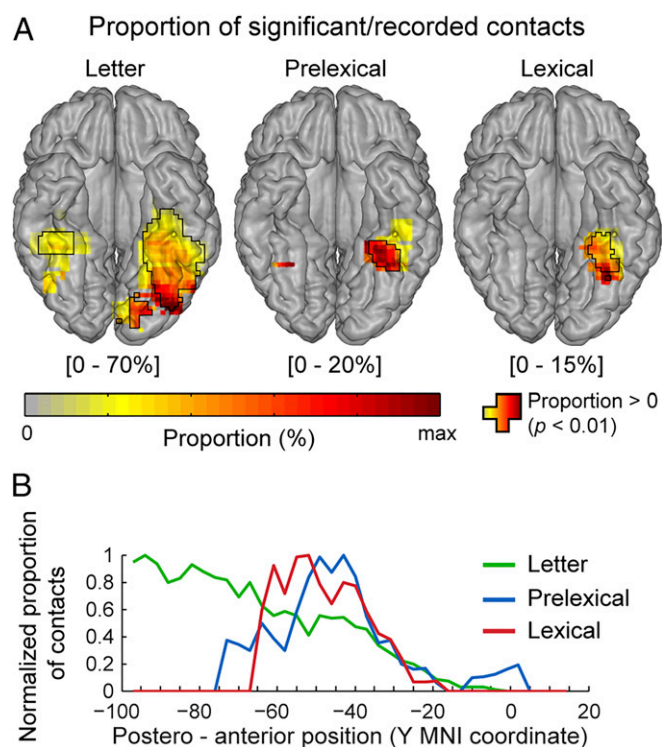 A Proportion of significant/recorded contacts
Letter Prelexical Lexical
[0 - 70%] [0 - 20%] [0 - 15%]
0 Proportion (%) max
Proportion > 0
(p < 0.01)
B
Normalized proportion
of contacts
1
0.8
0.6
0.4
0.2
0
Letter
Prelexical
Lexical
−100 −80 −60 −40 −20 0 20
Postero - anterior position (Y MNI coordinate)